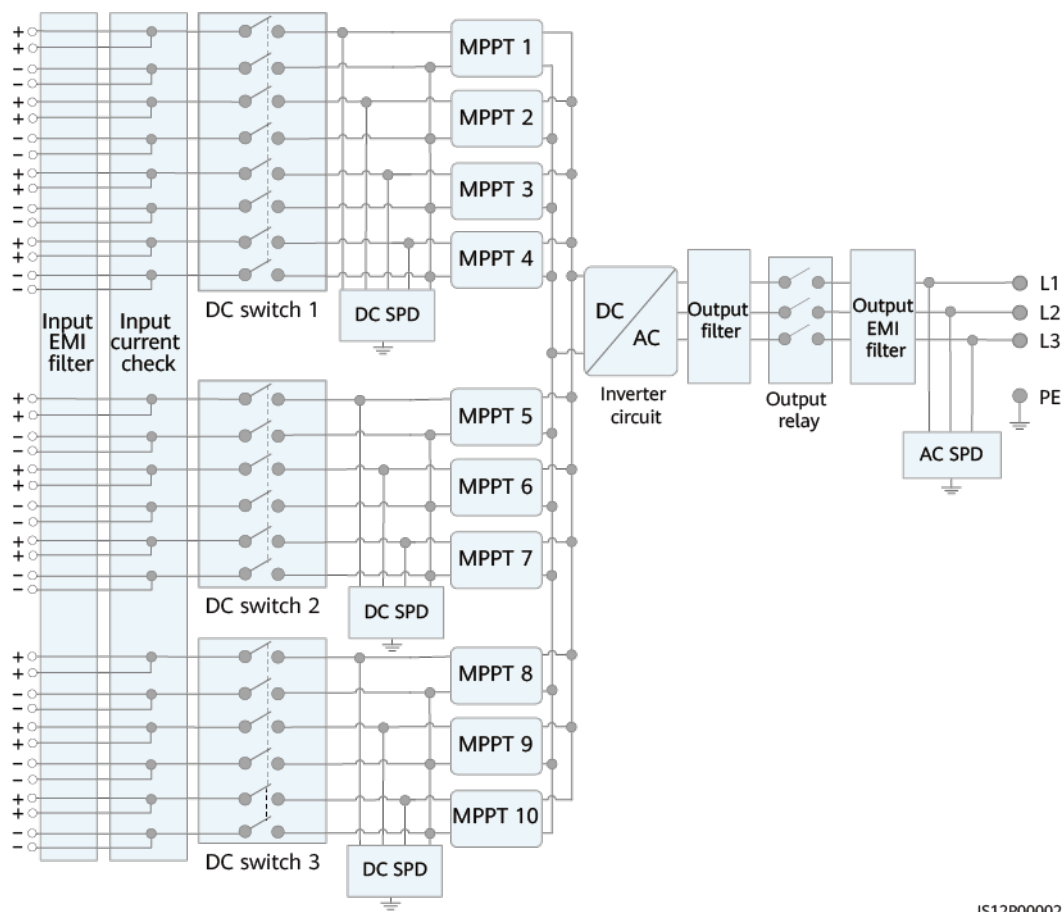 +
+
−
−
+
+
−
−
+
+
−
−
+
+
−
−
MPPT 1
MPPT 2
MPPT 3
MPPT 4
DC switch 1
DC SPD
Input
EMI
filter
Input
current
check
DC
AC
Inverter
circuit
Output
filter
Output
relay
Output
EMI
filter
L1
L2
L3
PE
AC SPD
+
+
−
−
+
+
−
−
+
+
−
−
MPPT 5
MPPT 6
MPPT 7
DC switch 2
DC SPD
+
+
−
−
+
+
−
−
+
+
−
−
MPPT 8
MPPT 9
MPPT 10
DC switch 3
DC SPD